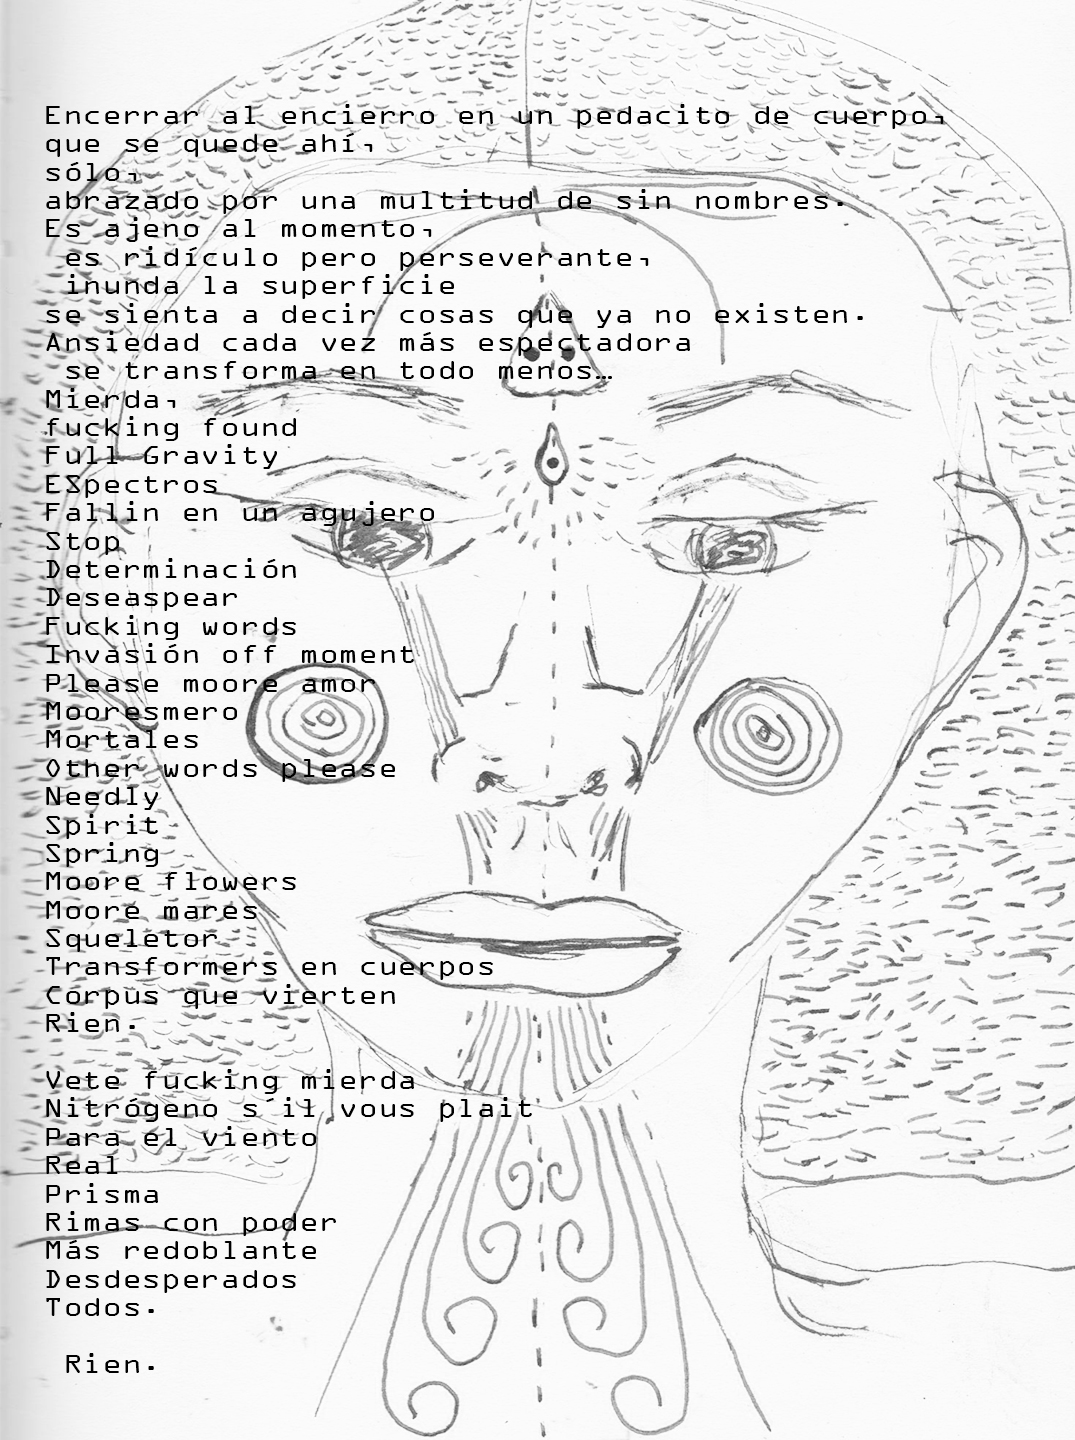 Encerrar al encierro en un pedacito de cuerpo,
que se quede ahí,
sólo,
abrazado por una multitud de sin nombres.
Es ajeno al momento,
es ridículo pero perseverante,
inunda la superficie
se sienta a decir cosas que ya no existen.
Ansiedad cada vez más espectadora
se transforma en todo menos…
Mierda,
fucking found
Full Gravity
ESpectros
Fallin en un agujero
Stop
Determinación
Deseaspear
Fucking words
Invasión off moment
Please moore amor
Mooresmero
Mortales
Other words please
Needly
Spirit
Spring
Moore flowers
Moore mares
Squeletor
Transformers en cuerpos
Corpus que vierten
Rien.
Vete fucking mierda
Nitrógeno s´il vous plait
Para el viento
Real
Prisma
Rimas con poder
Más redoblante
Desdesperados
Todos.
Rien.